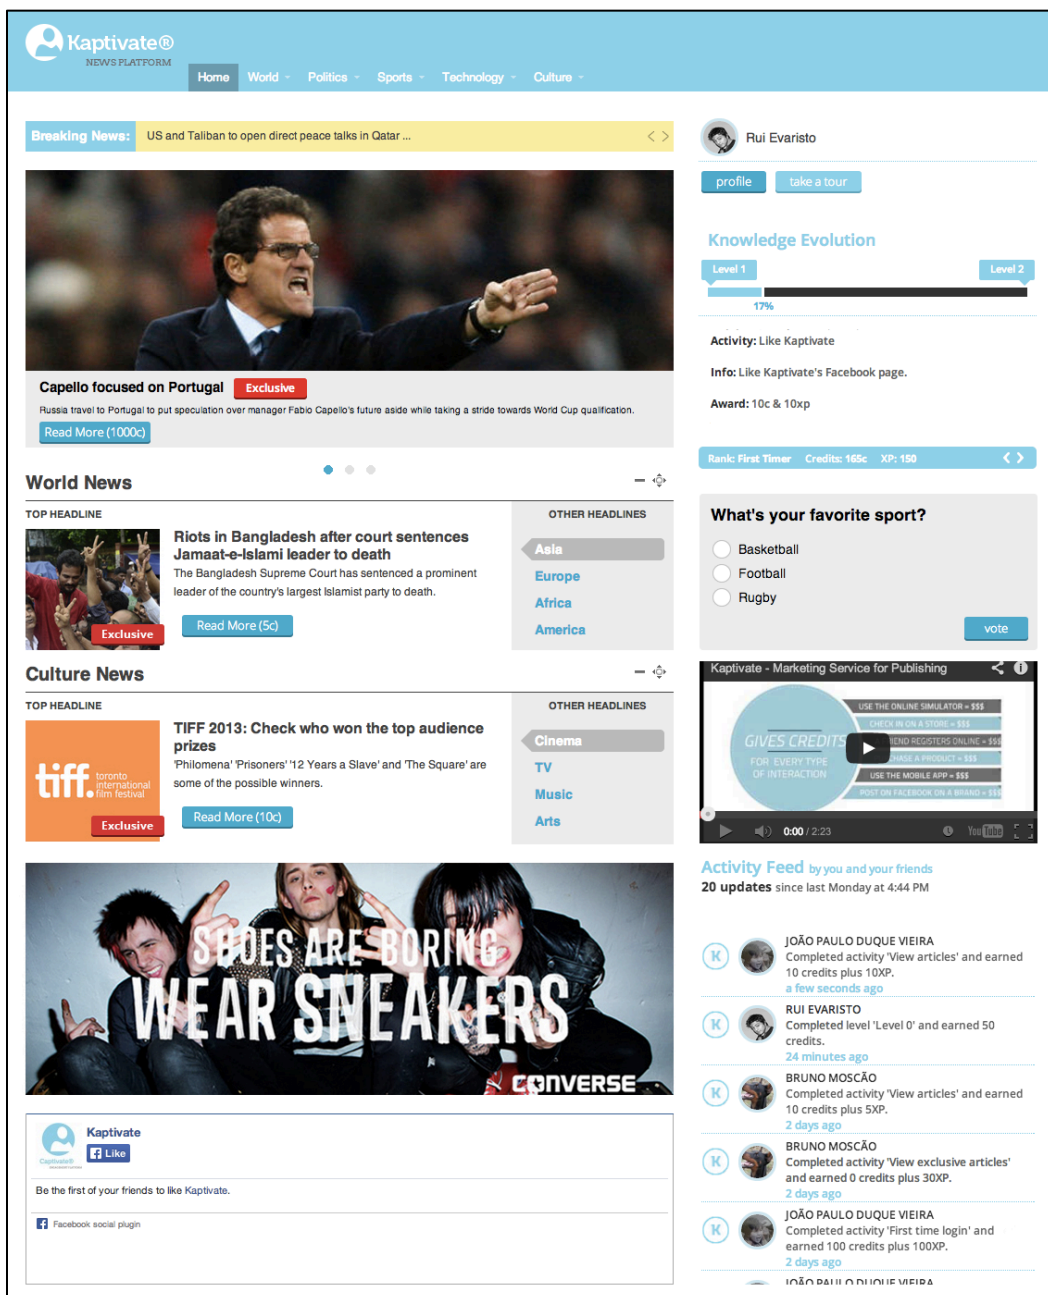 Kaptivate®
NEWS PLATFORM
Home World Politics Sports Technology Culture
Breaking News: US and Taliban to open direct peace talks in Qatar ...
Capello focused on Portugal Exclusive
Russia travel to Portugal to put speculation over manager Fabio Capello's future aside while taking a stride towards World Cup qualification.
Read More (1000c)
World News
TOP HEADLINE
Exclusive
Riots in Bangladesh after court sentences
Jamaat-e-Islami leader to death
The Bangladesh Supreme Court has sentenced a prominent
leader of the country's largest Islamist party to death.
Read More (5c)
OTHER HEADLINES
Asia
Europe
Africa
America
Culture News
TOP HEADLINE
tiff. toronto
international
film festival
Exclusive
TIFF 2013: Check who won the top audience
prizes
'Philomena' 'Prisoners' '12 Years a Slave' and 'The Square' are
some of the possible winners.
Read More (10c)
OTHER HEADLINES
Cinema
TV
Music
Arts
SHOES ARE BORING
WEAR SNEAKERS
CONVERSE
Kaptivate
Like
Be the first of your friends to like Kaptivate.
Facebook social plugin
Rui Evaristo
profile take a tour
Knowledge Evolution
Level 1 Level 2
17%
Activity: Like Kaptivate
Info: Like Kaptivate's Facebook page.
Award: 10c & 10xp
Rank: First Timer Credits: 165c XP: 150
What's your favorite sport?
Basketball
Football
Rugby
vote
Kaptivate - Marketing Service for Publishing
GIVES CREDITS
FOR EVERY TYPE
OF INTERACTION
USE THE ONLINE SIMULATOR = $$$
CHECK IN ON A STORE = $$$
REGISTERS ONLINE = $$$
A PRODUCT = $$$
USE THE MOBILE APP = $$$
POST ON FACEBOOK ON A BRAND = $$$
0:00 / 2:23 YouTube
Activity Feed by you and your friends
20 updates since last Monday at 4:44 PM
K
JOÃO PAULO DUQUE VIEIRA
Completed activity 'View articles' and earned
10 credits plus 10XP.
a few seconds ago
K
RUI EVARISTO
Completed level 'Level 0' and earned 50
credits.
24 minutes ago
K
BRUNO MOSCÃO
Completed activity 'View articles' and earned
10 credits plus 5XP.
2 days ago
K
BRUNO MOSCÃO
Completed activity 'View exclusive articles'
and earned 0 credits plus 30XP.
2 days ago
K
JOÃO PAULO DUQUE VIEIRA
Completed activity 'First time login' and
earned 100 credits plus 100XP.
2 days ago
JOÃO PAULO DUQUE VIEIRA